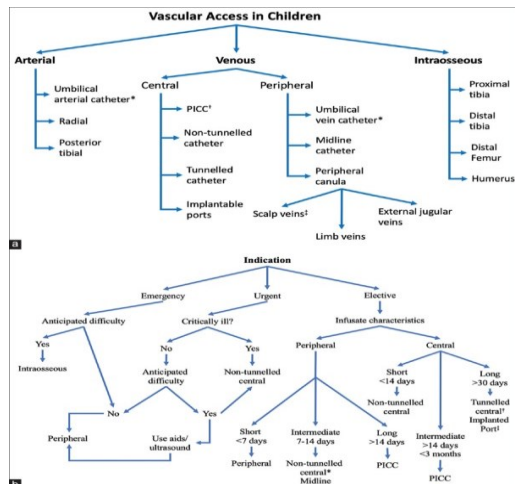 Vascular Access in Children
Arterial
Venous
Intraosseous
Umbilical
arterial catheter*
Radial
Posterior
tibial
Central
PICC†
Non-tunnelled
catheter
Tunnelled
catheter
Implantable
ports
Peripheral
Umbilical
vein catheter*
Midline
catheter
Peripheral
canula
Scalp veins‡
Limb veins
External jugular
veins
Proximal
tibia
Distal
tibia
Distal
Femur
Humerus
a
Indication
Emergency
Urgent
Elective
Anticipated difficulty
Critically ill?
Infusate characteristics
Yes
Intraosseous
No
Peripheral
No
Anticipated
difficulty
Yes
Non-tunnelled
central
Yes
Use aids/
ultrasound
Peripheral
Central
Short
<7 days
Peripheral
Intermediate
7-14 days
Non-tunnelled
central*
Midline
Long
>14 days
PICC
Short
<14 days
Non-tunnelled
central
Intermediate
>14 days
<3 months
PICC
Long
>30 days
Tunnelled
central†
Implanted
Port‡
b